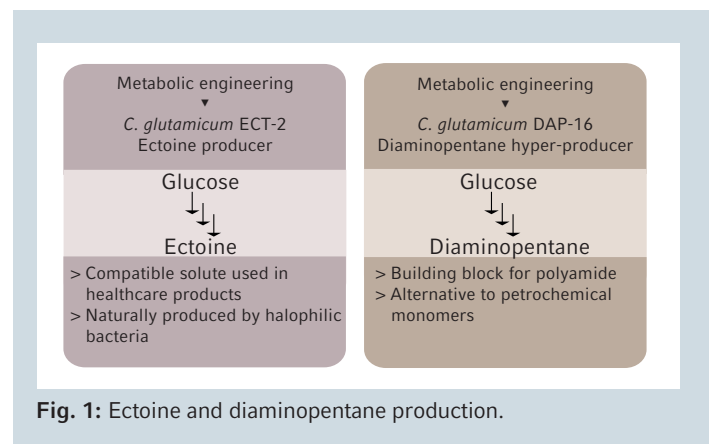 Metabolic engineering
▼
C. glutamicum ECT-2
Ectoine producer
Glucose
Ectoine
> Compatible solute used in
healthcare products
> Naturally produced by halophilic
bacteria
Metabolic engineering
▼
C. glutamicum DAP-16
Diaminopentane hyper-producer
Glucose
Diaminopentane
> Building block for polyamide
> Alternative to petrochemical
monomers
Fig. 1: Ectoine and diaminopentane production.